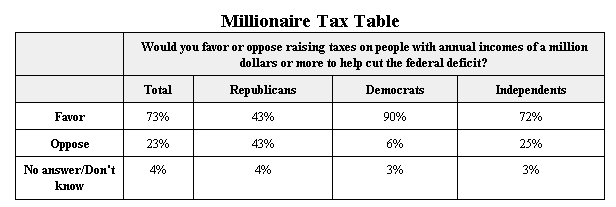 Millionaire Tax Table
Would you favor or oppose raising taxes on people with annual incomes of a million
dollars or more to help cut the federal deficit?
Total Republicans Democrats Independents
Favor 73% 43% 90% 72%
Oppose 23% 43% 6% 25%
No answer/Don't 4% 4% 3% 3%
know